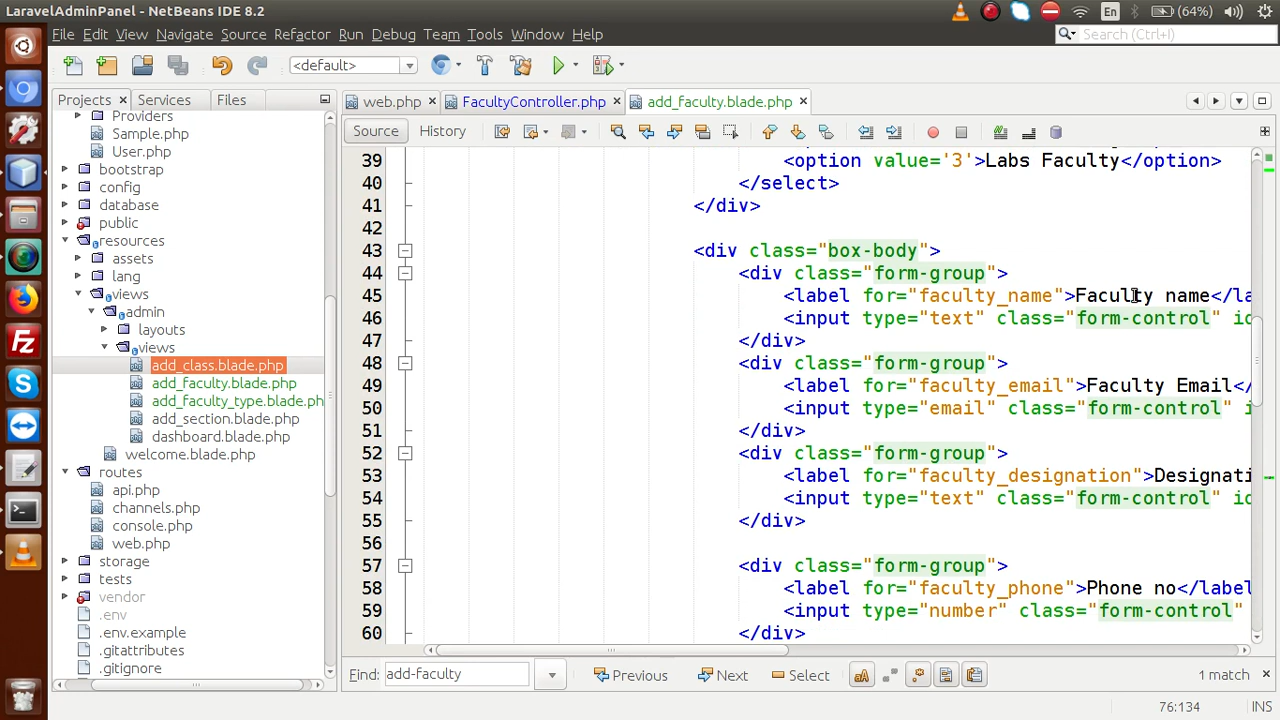 LaravelAdminPanel - NetBeans IDE 8.2
En
(64%)
File Edit View Navigate Source Refactor Run Debug Team Tools Window Help
Search (Ctrl+I)
<default>
Projects Services Files
web.php FacultyController.php add_faculty.blade.php
Source History
Providers
Sample.php
User.php
bootstrap
config
database
public
resources
assets
lang
views
admin
layouts
views
add_class.blade.php
add_faculty.blade.php
add_faculty_type.blade.ph
add_section.blade.php
dashboard.blade.php
welcome.blade.php
routes
api.php
channels.php
console.php
web.php
storage
tests
vendor
.env
.env.example
.gitattributes
.gitignore
39 <option value='3'>Labs Faculty</option>
40 </select>
41 </div>
42
43 <div class="box-body">
44 <div class="form-group">
45 <label for="faculty_name">Faculty name</la
46 <input type="text" class="form-control" id
47 </div>
48 <div class="form-group">
49 <label for="faculty_email">Faculty Email</
50 <input type="email" class="form-control" i
51 </div>
52 <div class="form-group">
53 <label for="faculty_designation">Designati
54 <input type="text" class="form-control" id
55 </div>
56
57 <div class="form-group">
58 <label for="faculty_phone">Phone no</label
59 <input type="number" class="form-control"
60 </div>
Find: add-faculty Previous Next Select aA 1 match
76:134 INS